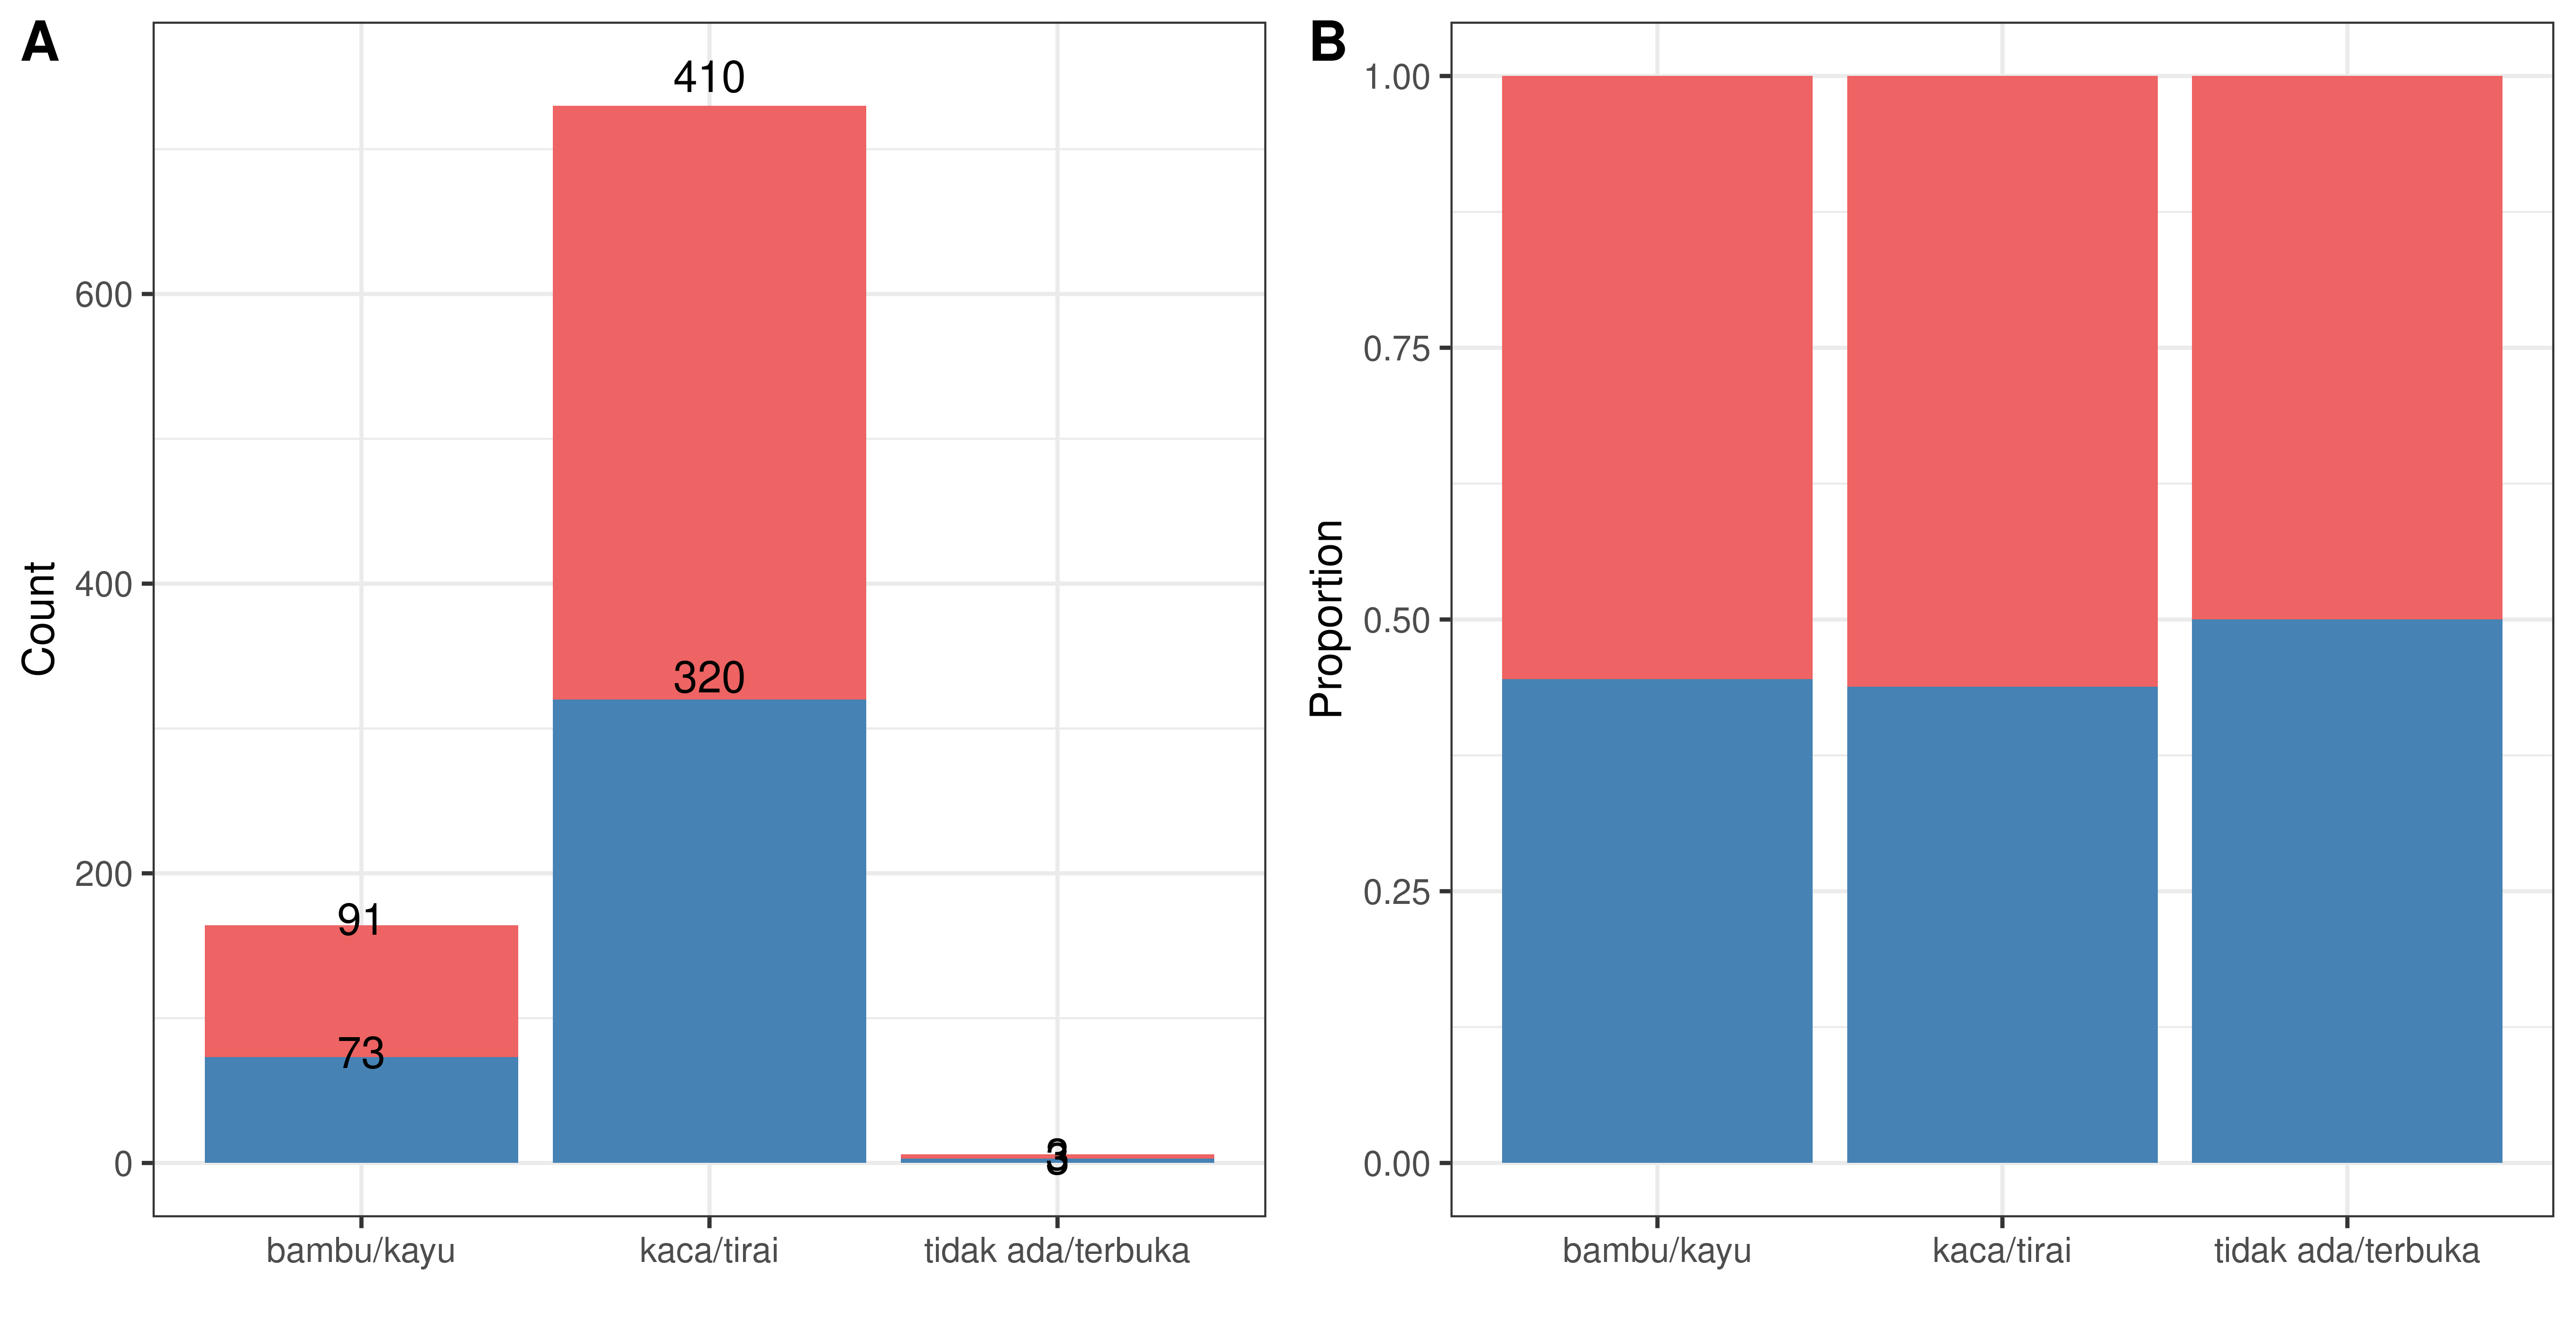 A
Count
600
400
200
0
410
320
91
73
3
3
bambu/kayu
kaca/tirai
tidak ada/terbuka
B
Proportion
1.00
0.75
0.50
0.25
0.00
bambu/kayu
kaca/tirai
tidak ada/terbuka